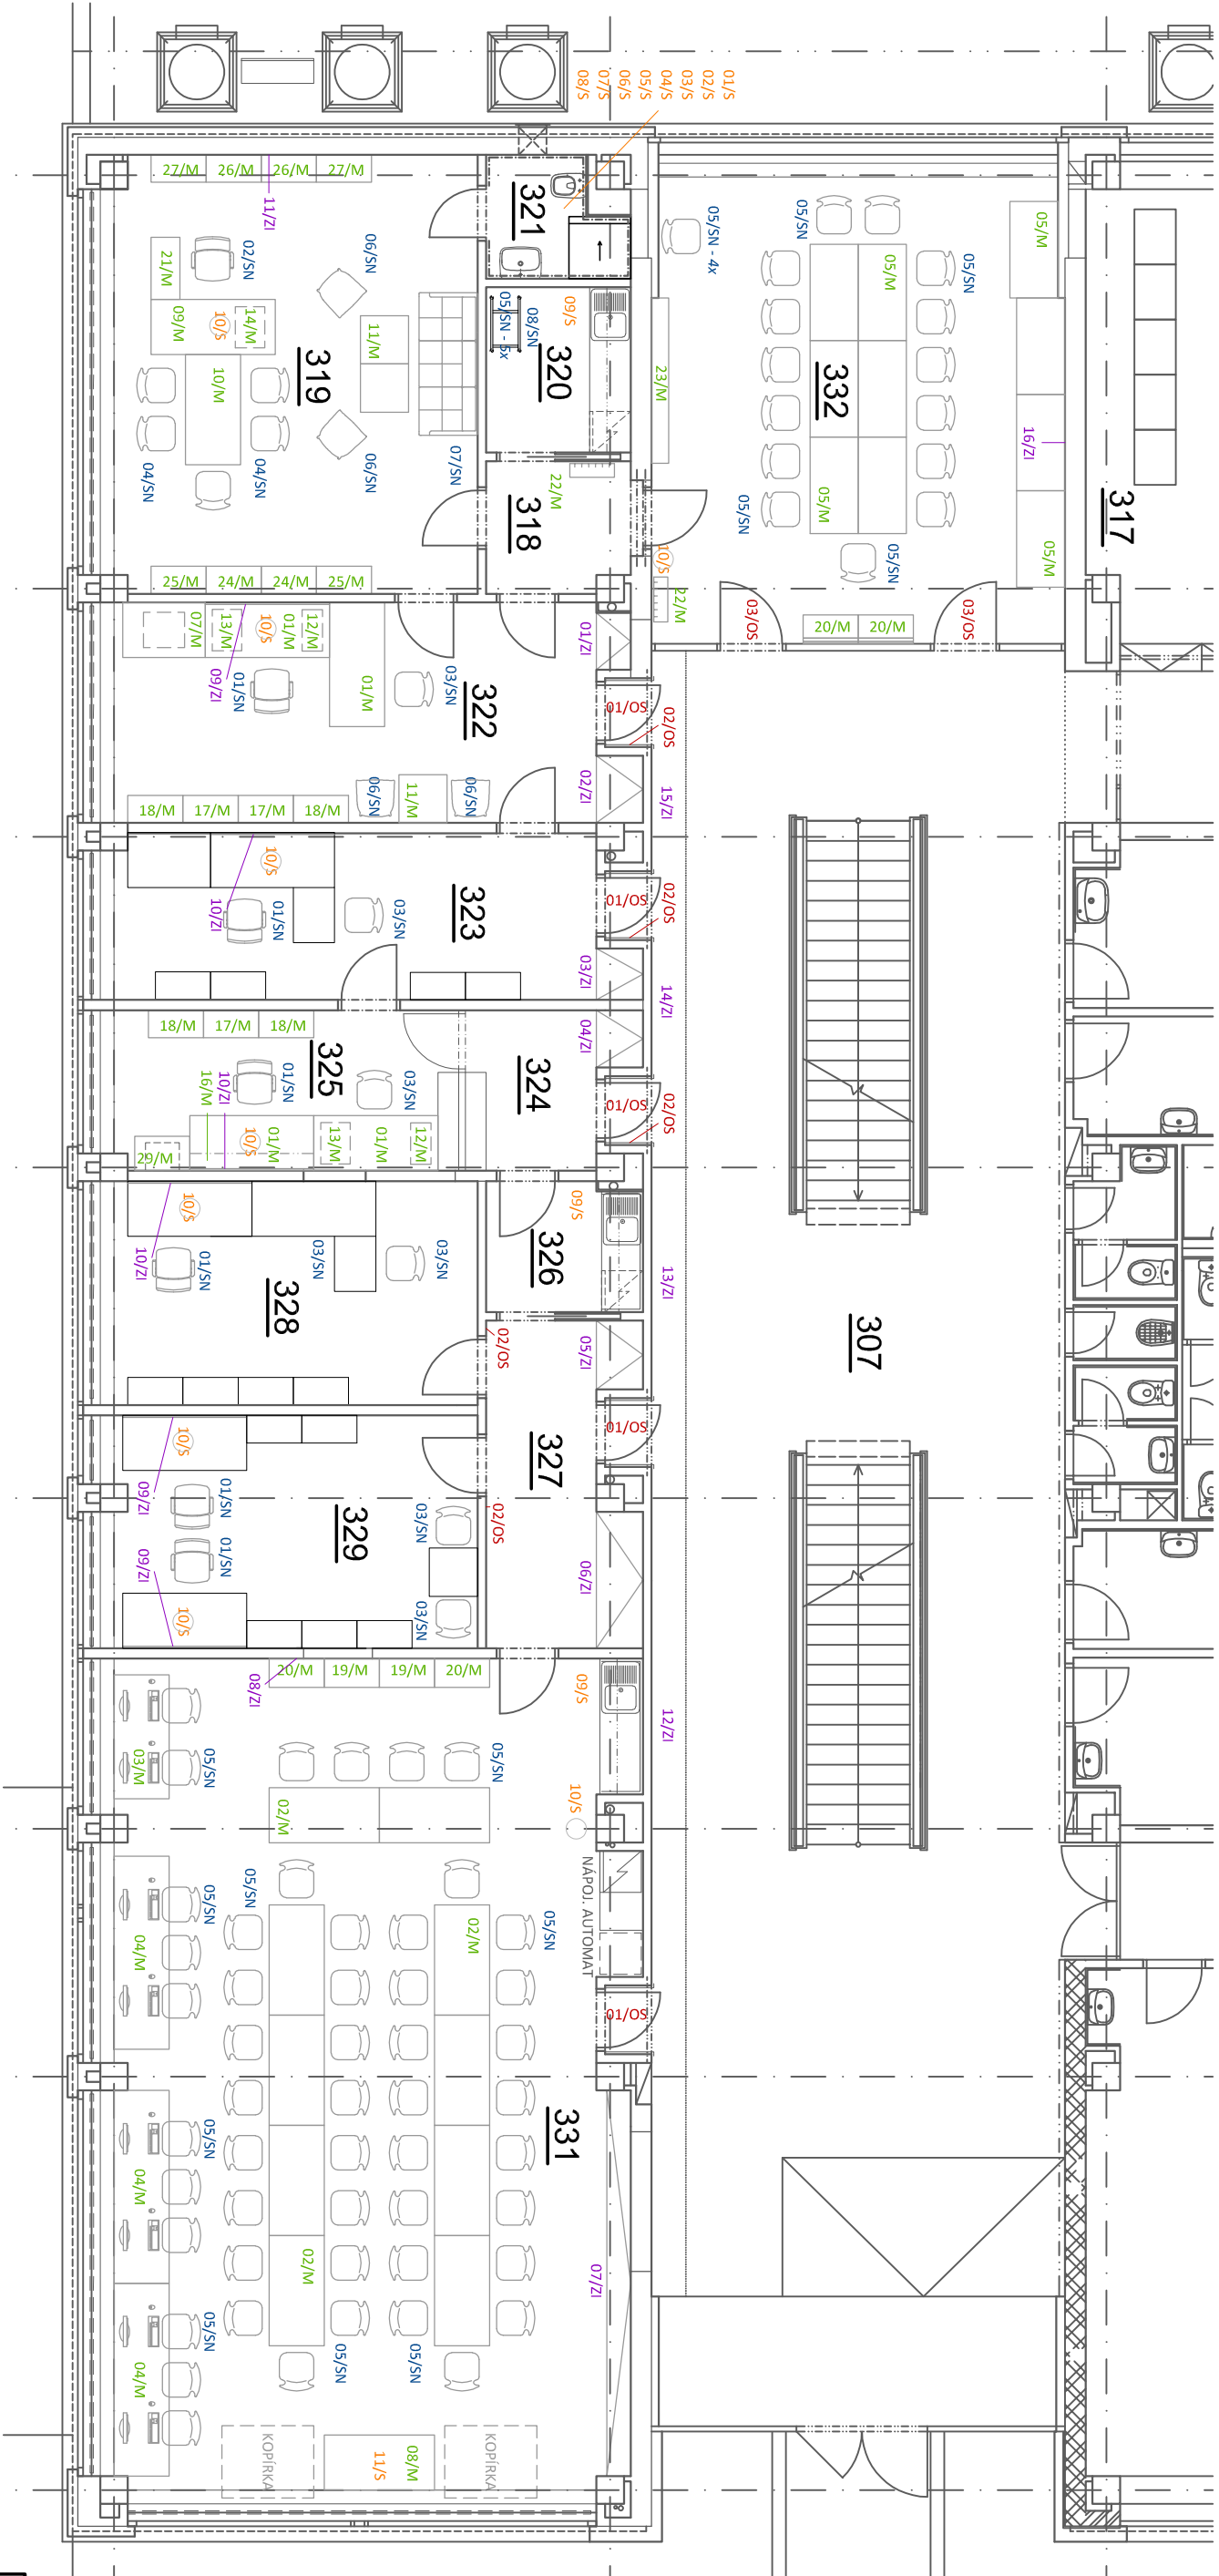 01/S
02/S
03/S
04/S
05/S
06/S
07/S
08/S
27/M
26/M
26/M
27/M
11/ZI
321
05/SN - 4x
05/SN
05/SN
05/M
05/M
21/M
02/SN
06/SN
09/M
10/S
14/M
11/M
319
10/M
04/SN
04/SN
06/SN
07/SN
05/SN - 5x
08/SN
09/S
320
23/M
332
16/ZI
317
22/M
318
05/SN
05/M
05/SN
05/M
10/S
22/M
25/M
24/M
24/M
25/M
03/OS
03/OS
20/M
20/M
07/M
13/M
10/S
01/M
12/M
01/ZI
09/ZI
01/SN
01/M
03/SN
322
01/OS
02/OS
18/M
17/M
17/M
18/M
06/SN
11/M
06/SN
02/ZI
15/ZI
10/S
10/ZI
01/SN
03/SN
323
01/OS
02/OS
03/ZI
14/ZI
18/M
17/M
18/M
325
04/ZI
324
16/M
10/ZI
01/SN
03/SN
01/OS
02/OS
29/M
10/S
01/M
13/M
01/M
12/M
10/S
10/ZI
01/SN
03/SN
03/SN
328
09/S
326
13/ZI
307
02/OS
05/ZI
10/S
09/ZI
01/SN
327
01/OS
03/SN
02/OS
329
01/SN
09/ZI
10/S
03/SN
06/ZI
08/ZI
20/M
19/M
19/M
20/M
09/S
12/ZI
03/M
05/SN
05/SN
02/M
10/S
NÁPOJ. AUTOMAT
05/SN
05/SN
04/M
02/M
05/SN
01/OS
331
05/SN
04/M
02/M
07/ZI
05/SN
04/M
05/SN
05/SN
KOPÍRKA
11/S
08/M
KOPÍRKA